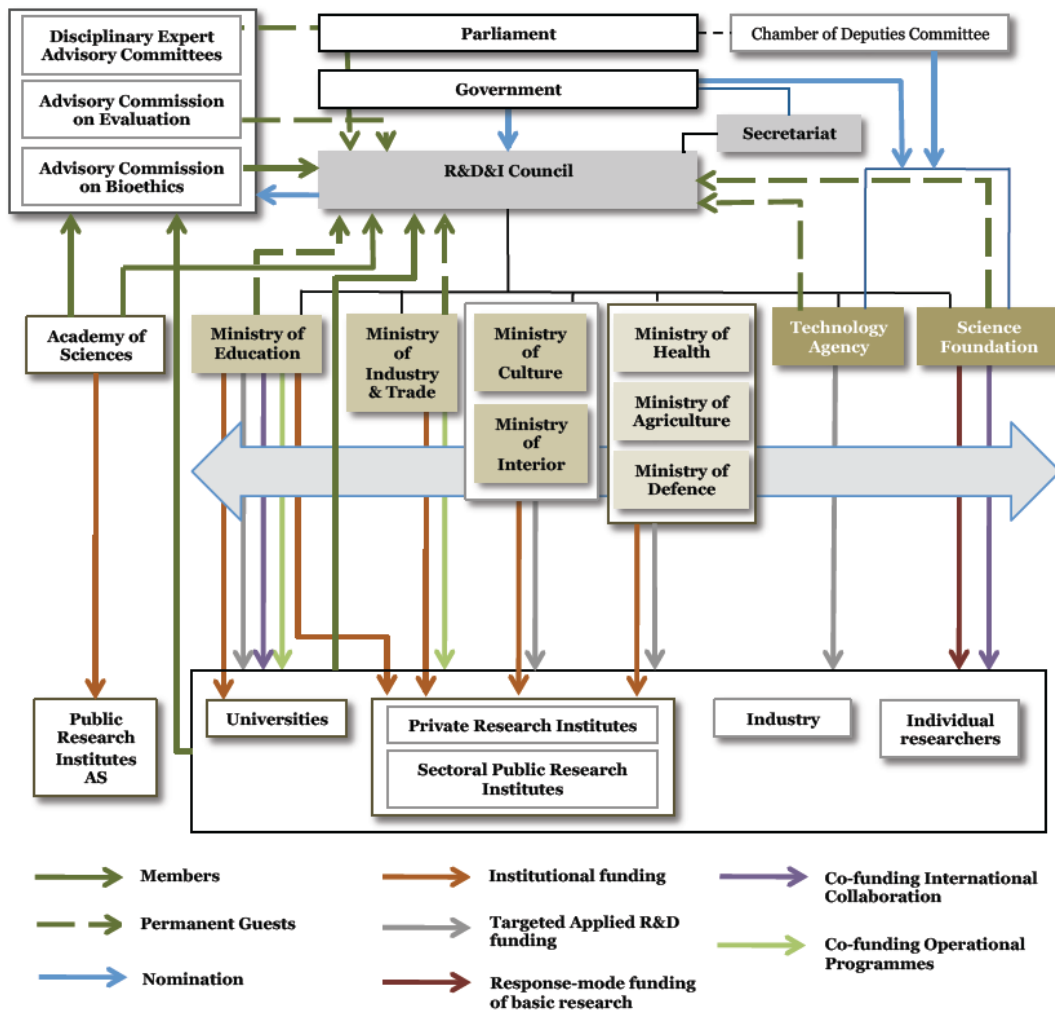 Disciplinary Expert
Advisory Committees
Parliament
Chamber of Deputies Committee
Government
Advisory Commission
on Evaluation
Secretariat
Advisory Commission
on Bioethics
R&D&I Council
Academy of
Sciences
Ministry of
Education
Ministry
of
Industry
& Trade
Ministry
of
Culture
Ministry of
Health
Technology
Agency
Science
Foundation
Ministry
of
Interior
Ministry of
Agriculture
Ministry of
Defence
Public
Research
Institutes
AS
Universities
Private Research Institutes
Sectoral Public Research
Institutes
Industry
Individual
researchers
Members
Permanent Guests
Nomination
Institutional funding
Targeted Applied R&D
funding
Response-mode funding
of basic research
Co-funding International
Collaboration
Co-funding Operational
Programmes